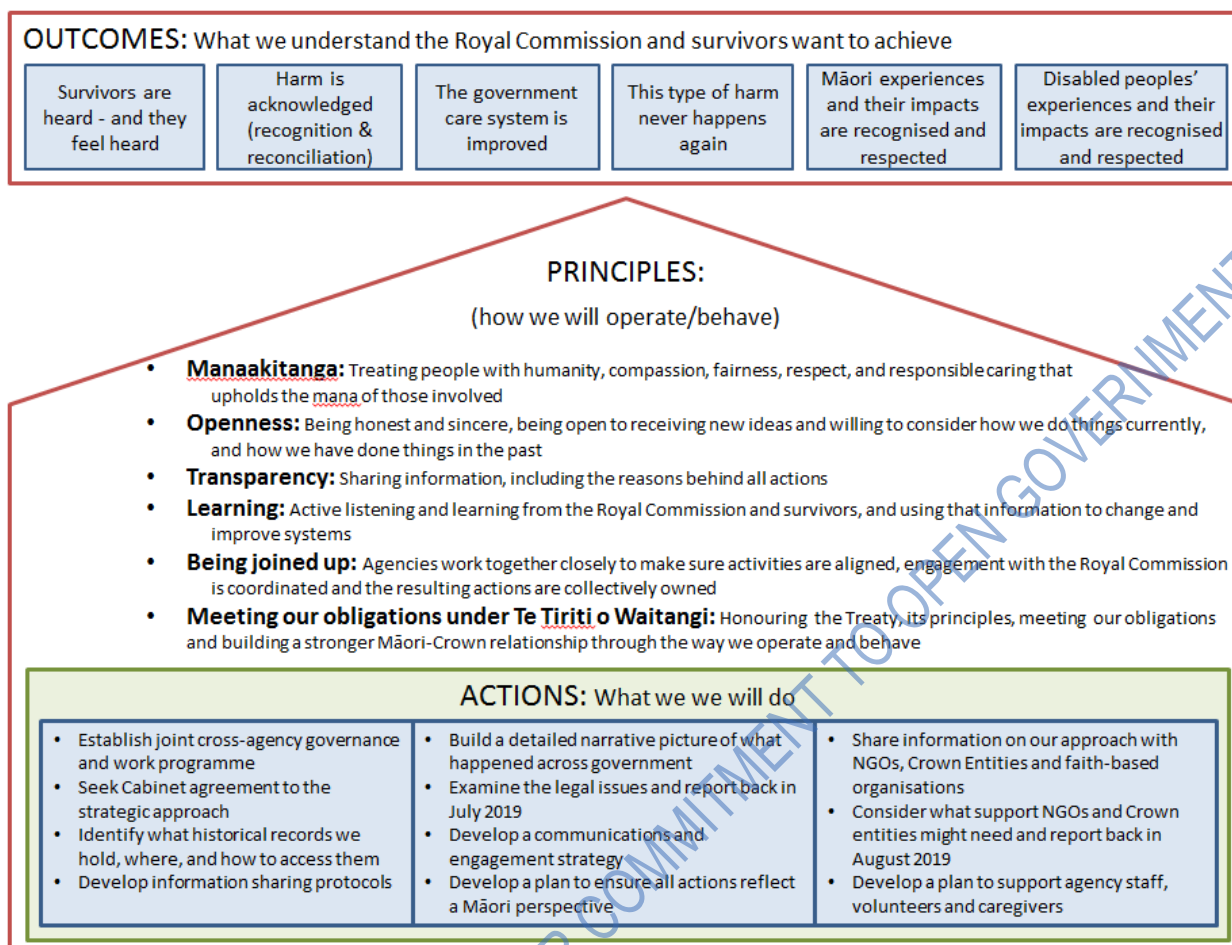 OUTCOMES: What we understand the Royal Commission and survivors want to achieve
Survivors are
heard - and they
feel heard
Harm is
acknowledged
(recognition &
reconciliation)
The government
care system is
improved
This type of harm
never happens
again
Māori experiences
and their impacts
are recognised and
respected
Disabled peoples’
experiences and their
impacts are recognised
and respected
PRINCIPLES:
(how we will operate/behave)
• Manaakitanga: Treating people with humanity, compassion, fairness, respect, and responsible caring that
upholds the mana of those involved
• Openness: Being honest and sincere, being open to receiving new ideas and willing to consider how we do things currently,
and how we have done things in the past
• Transparency: Sharing information, including the reasons behind all actions
• Learning: Active listening and learning from the Royal Commission and survivors, and using that information to change and
improve systems
• Being joined up: Agencies work together closely to make sure activities are aligned, engagement with the Royal Commission
is coordinated and the resulting actions are collectively owned
• Meeting our obligations under Te Tiriti o Waitangi: Honouring the Treaty, its principles, meeting our obligations
and building a stronger Māori-Crown relationship through the way we operate and behave
ACTIONS: What we we will do
• Establish joint cross-agency governance
and work programme
• Seek Cabinet agreement to the
strategic approach
• Identify what historical records we
hold, where, and how to access them
• Develop information sharing protocols
• Build a detailed narrative picture of what
happened across government
• Examine the legal issues and report back in
July 2019
• Develop a communications and
engagement strategy
• Develop a plan to ensure all actions reflect
a Māori perspective
• Share information on our approach with
NGOs, Crown Entities and faith-based
organisations
• Consider what support NGOs and Crown
entities might need and report back in
August 2019
• Develop a plan to support agency staff,
volunteers and caregivers
COMMITMENT TO OPEN GOVERNMENT